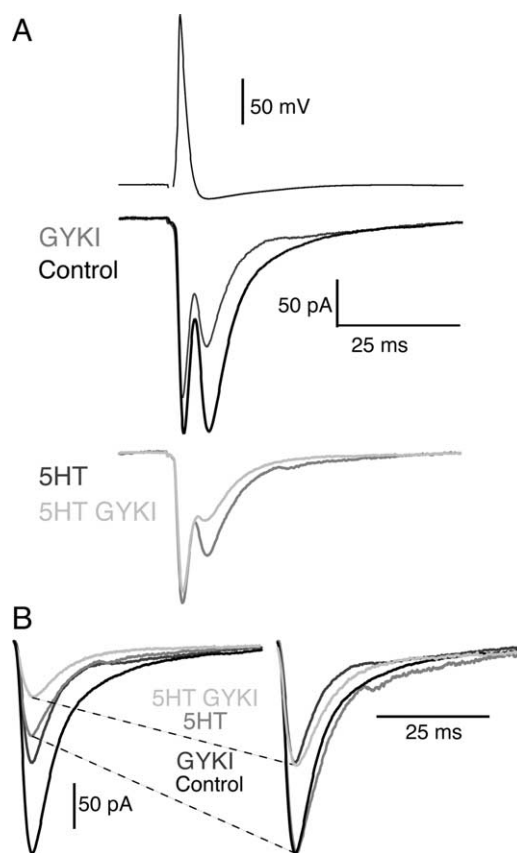 A
50 mV
GYKI
Control
50 pA
25 ms
5HT
5HT GYKI
B
5HT GYKI
5HT
25 ms
GYKI
Control
50 pA